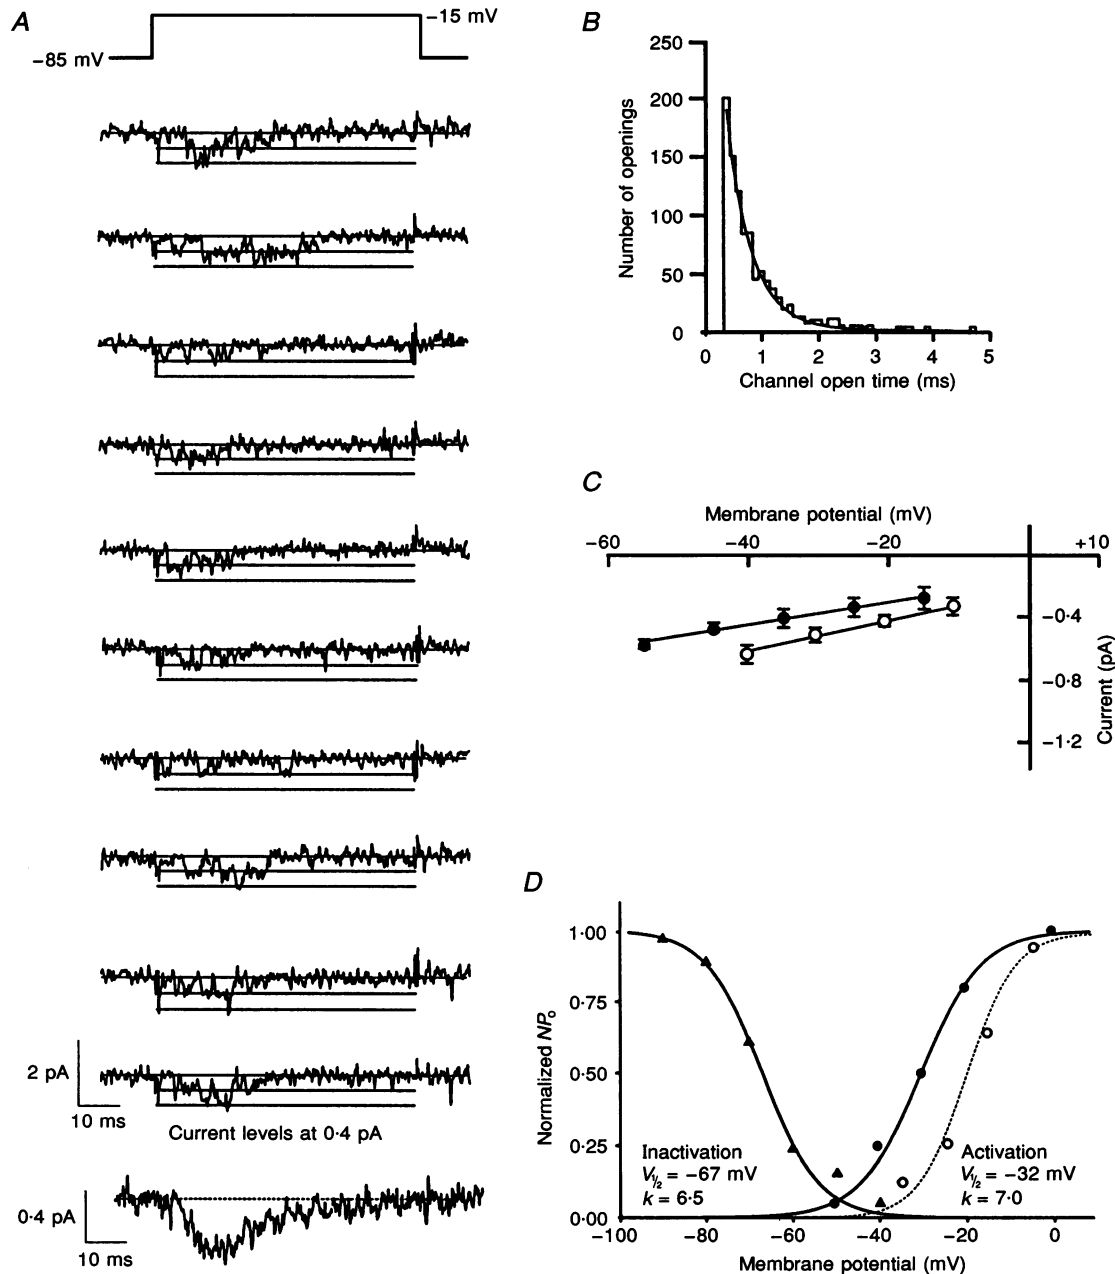 A
−15 mV
−85 mV
2 pA
10 ms
Current levels at 0·4 pA
0·4 pA
10 ms
B
250
200
150
100
50
0
Number of openings
0 1 2 3 4 5
Channel open time (ms)
C
Membrane potential (mV)
−60 −40 −20 +10
−0·4
−0·8
−1·2
Current (pA)
D
1·00
0·75
0·50
0·25
0·00
Normalized NPo
Inactivation
V½ = −67 mV
k = 6·5
Activation
V½ = −32 mV
k = 7·0
−100 −80 −60 −40 −20 0
Membrane potential (mV)